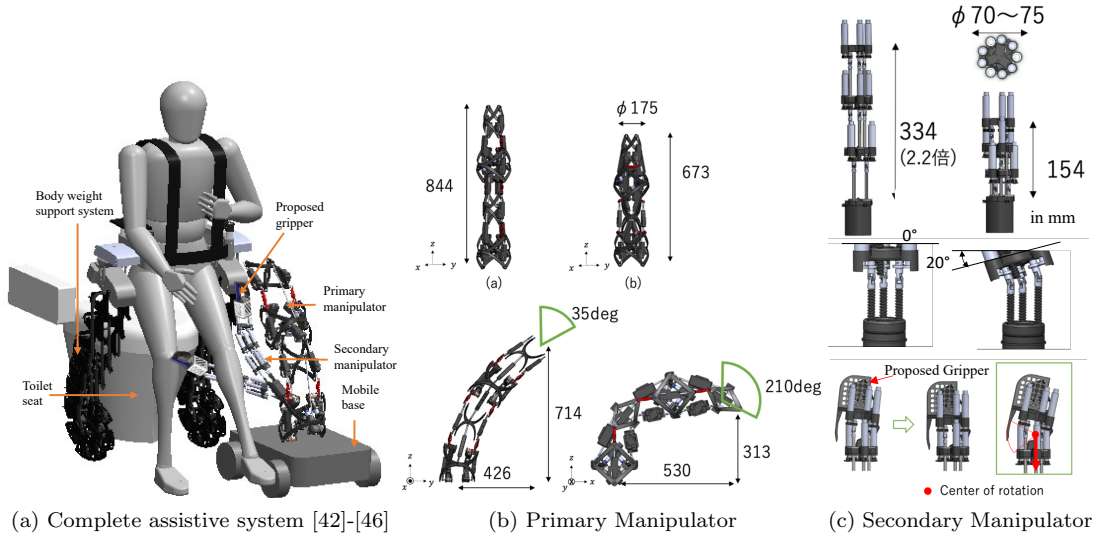 Body weight
support system
Proposed
gripper
Primary
manipulator
Secondary
manipulator
Toilet
seat
Mobile
base
(a) Complete assistive system [42]-[46]
844
z
x
y
(a)
ϕ175
673
z
x
y
(b)
35deg
714
426
z
x
y
210deg
313
530
z
x
y
(b) Primary Manipulator
ϕ70～75
334
(2.2倍)
154
in mm
0°
20°
Proposed Gripper
Center of rotation
(c) Secondary Manipulator